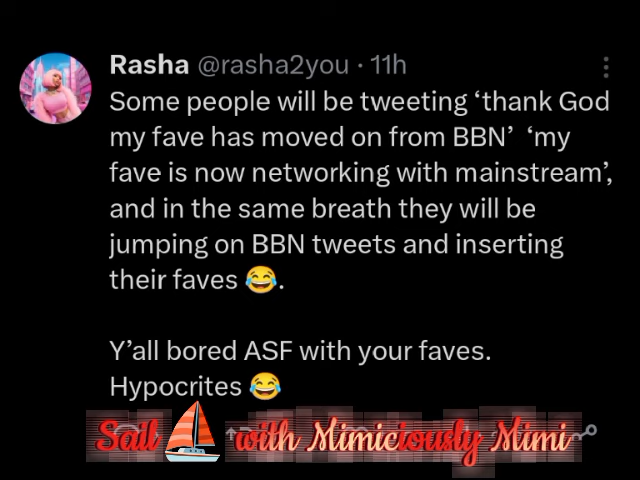 Rasha @rasha2you · 11h
Some people will be tweeting ‘thank God
my fave has moved on from BBN’ ‘my
fave is now networking with mainstream’,
and in the same breath they will be
jumping on BBN tweets and inserting
their faves 😂.
Y’all bored ASF with your faves.
Hypocrites 😂
Sail ⛵ with Mimiciously Mimi